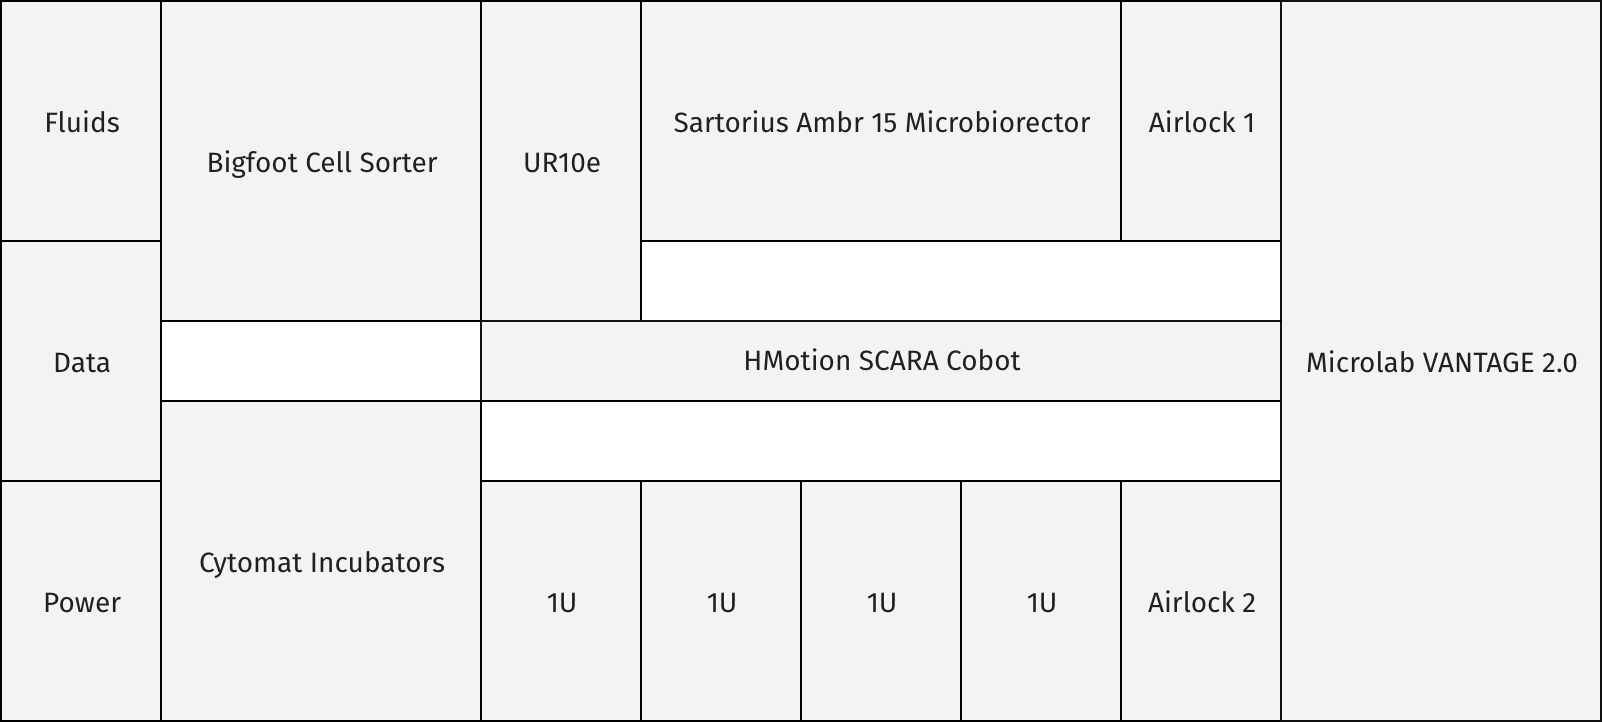 Fluids
Bigfoot Cell Sorter
UR10e
Sartorius Ambr 15 Microbiorector
Airlock 1
Data
HMotion SCARA Cobot
Microlab VANTAGE 2.0
Power
Cytomat Incubators
1U
1U
1U
1U
Airlock 2